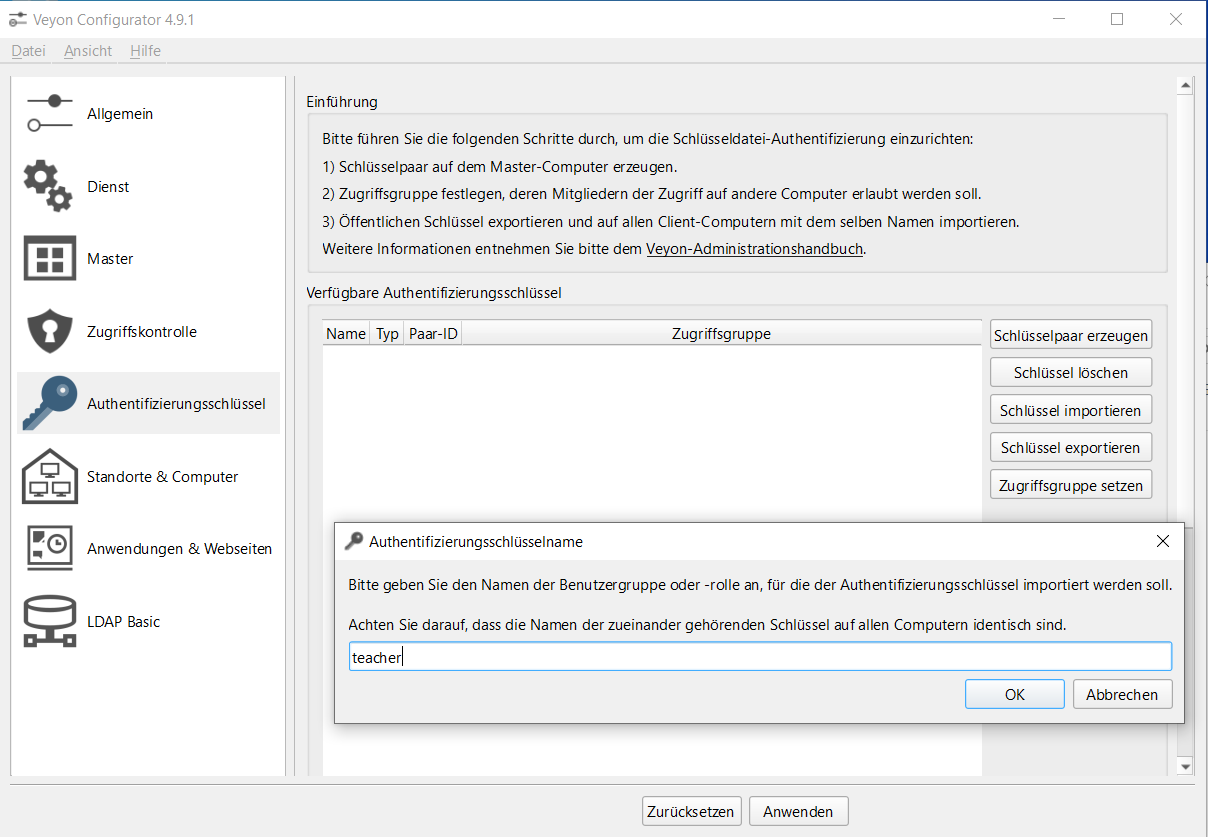 Veyon Configurator 4.9.1
Datei Ansicht Hilfe
Allgemein
Dienst
Master
Zugriffskontrolle
Authentifizierungsschlüssel
Standorte & Computer
Anwendungen & Webseiten
LDAP Basic
Einführung
Bitte führen Sie die folgenden Schritte durch, um die Schlüsseldatei-Authentifizierung einzurichten:
1) Schlüsselpaar auf dem Master-Computer erzeugen.
2) Zugriffsgruppe festlegen, deren Mitgliedern der Zugriff auf andere Computer erlaubt werden soll.
3) Öffentlichen Schlüssel exportieren und auf allen Client-Computern mit dem selben Namen importieren.
Weitere Informationen entnehmen Sie bitte dem Veyon-Administrationshandbuch.
Verfügbare Authentifizierungsschlüssel
Name Typ Paar-ID Zugriffsgruppe
Schlüsselpaar erzeugen
Schlüssel löschen
Schlüssel importieren
Schlüssel exportieren
Zugriffsgruppe setzen
Authentifizierungsschlüsselname
Bitte geben Sie den Namen der Benutzergruppe oder -rolle an, für die der Authentifizierungsschlüssel importiert werden soll.
Achten Sie darauf, dass die Namen der zueinander gehörenden Schlüssel auf allen Computern identisch sind.
teacher
OK Abbrechen
Zurücksetzen Anwenden